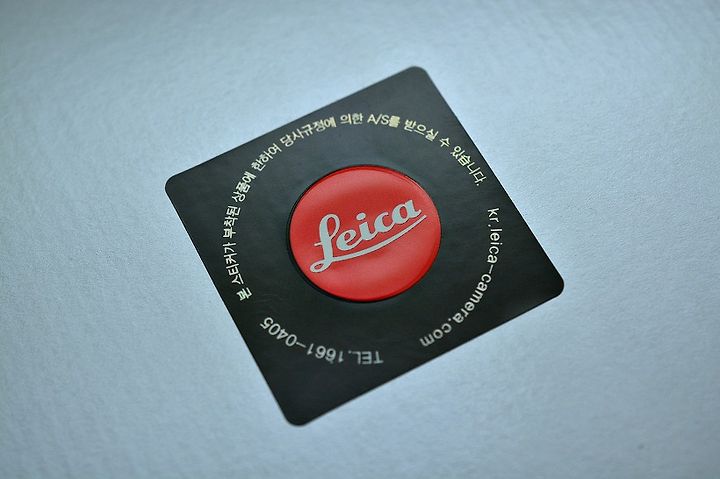 본 스티커가 부착된 상품에 한하여 당사규정에 의한 A/S를 받으실 수 있습니다.
Leica
kr.leica-camera.com
TEL.1661-0405